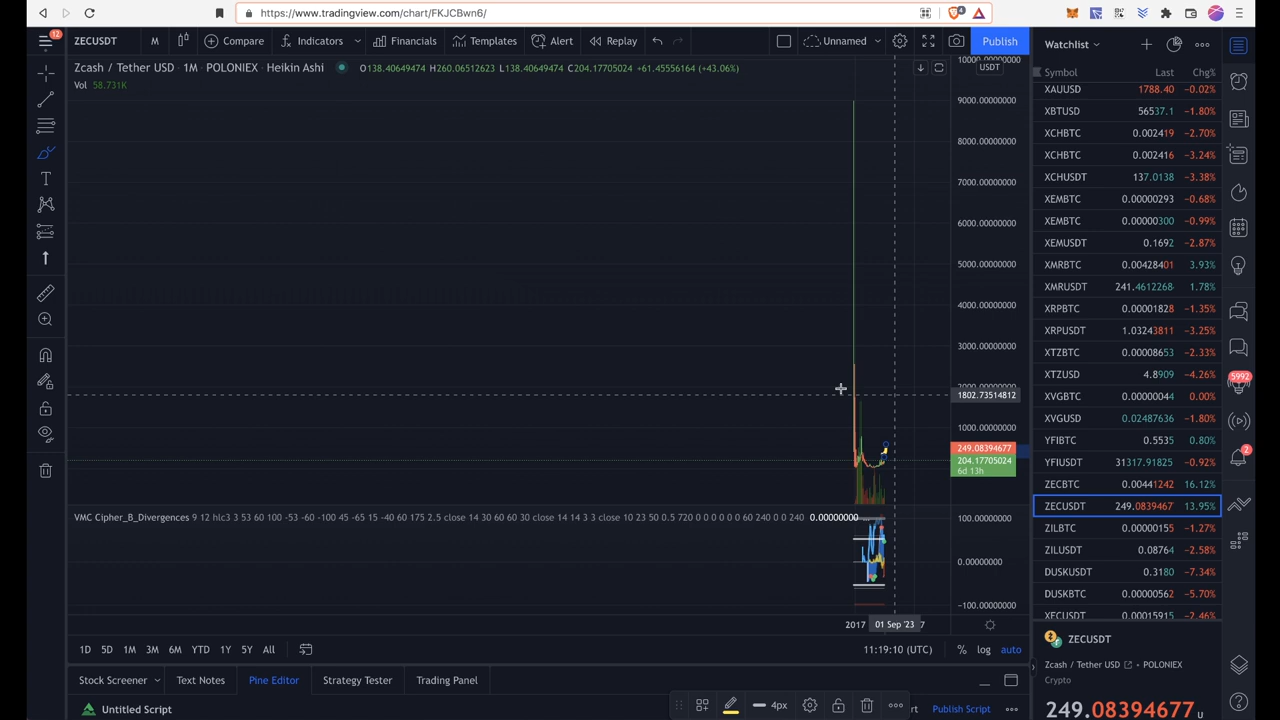 https://www.tradingview.com/chart/FKJCBwn6/
4
12
ZECUSDT M Compare Indicators Financials Templates Alert Replay Unnamed Publish
Watchlist
Zcash / Tether USD · 1M · POLONIEX · Heikin Ashi O138.40649474 H260.06512623 L138.40649474 C204.17705024 +61.45556164 (+43.06%)
Vol 58.731K
USDT
9000.00000000
8000.00000000
7000.00000000
6000.00000000
5000.00000000
4000.00000000
3000.00000000
1802.73514812
1000.00000000
249.08394677
204.17705024
6d 13h
VMC Cipher_B_Divergences 9 12 hlc3 3 53 60 100 -53 -60 -100 45 -65 15 -40 60 175 2.5 close 14 30 60 60 30 close 14 14 3 3 close 10 23 50 0.5 720 0 0 0 0 0 0 60 240 0 0 240 0.00000000
100.00000000
0.00000000
-100.00000000
2017 01 Sep '23 7
1D 5D 1M 3M 6M YTD 1Y 5Y All 11:19:10 (UTC) % log auto
Stock Screener Text Notes Pine Editor Strategy Tester Trading Panel
Untitled Script 4px Publish Script
Symbol Last Chg%
XAUUSD 1788.40 −0.02%
XBTUSD 56537.1 −1.80%
XCHBTC 0.002419 −2.70%
XCHBTC 0.002416 −3.24%
XCHUSDT 137.0138 −3.38%
XEMBTC 0.00000293 −0.68%
XEMBTC 0.00000300 −0.99%
XEMUSDT 0.1692 −2.87%
XMRBTC 0.00428401 3.93%
XMRUSDT 241.4612268 1.78%
XRPBTC 0.00001828 −1.35%
XRPUSDT 1.03243811 −3.25%
XTZBTC 0.00008653 −2.33%
XTZUSD 4.8909 −4.26%
XVGBTC 0.00000044 0.00%
XVGUSD 0.02487636 −1.80%
YFIBTC 0.5535 0.80%
YFIUSDT 31317.91825 −0.92%
ZECBTC 0.00441242 16.12%
ZECUSDT 249.0839467 13.95%
ZILBTC 0.00000155 −1.27%
ZILUSDT 0.08764 −2.58%
DUSKUSDT 0.3180 −7.34%
DUSKBTC 0.00000562 −5.70%
XECUSDT 0.00015915 −2.46%
ZECUSDT
Zcash / Tether USD • POLONIEX
Crypto
249.08394677 U
5992
2